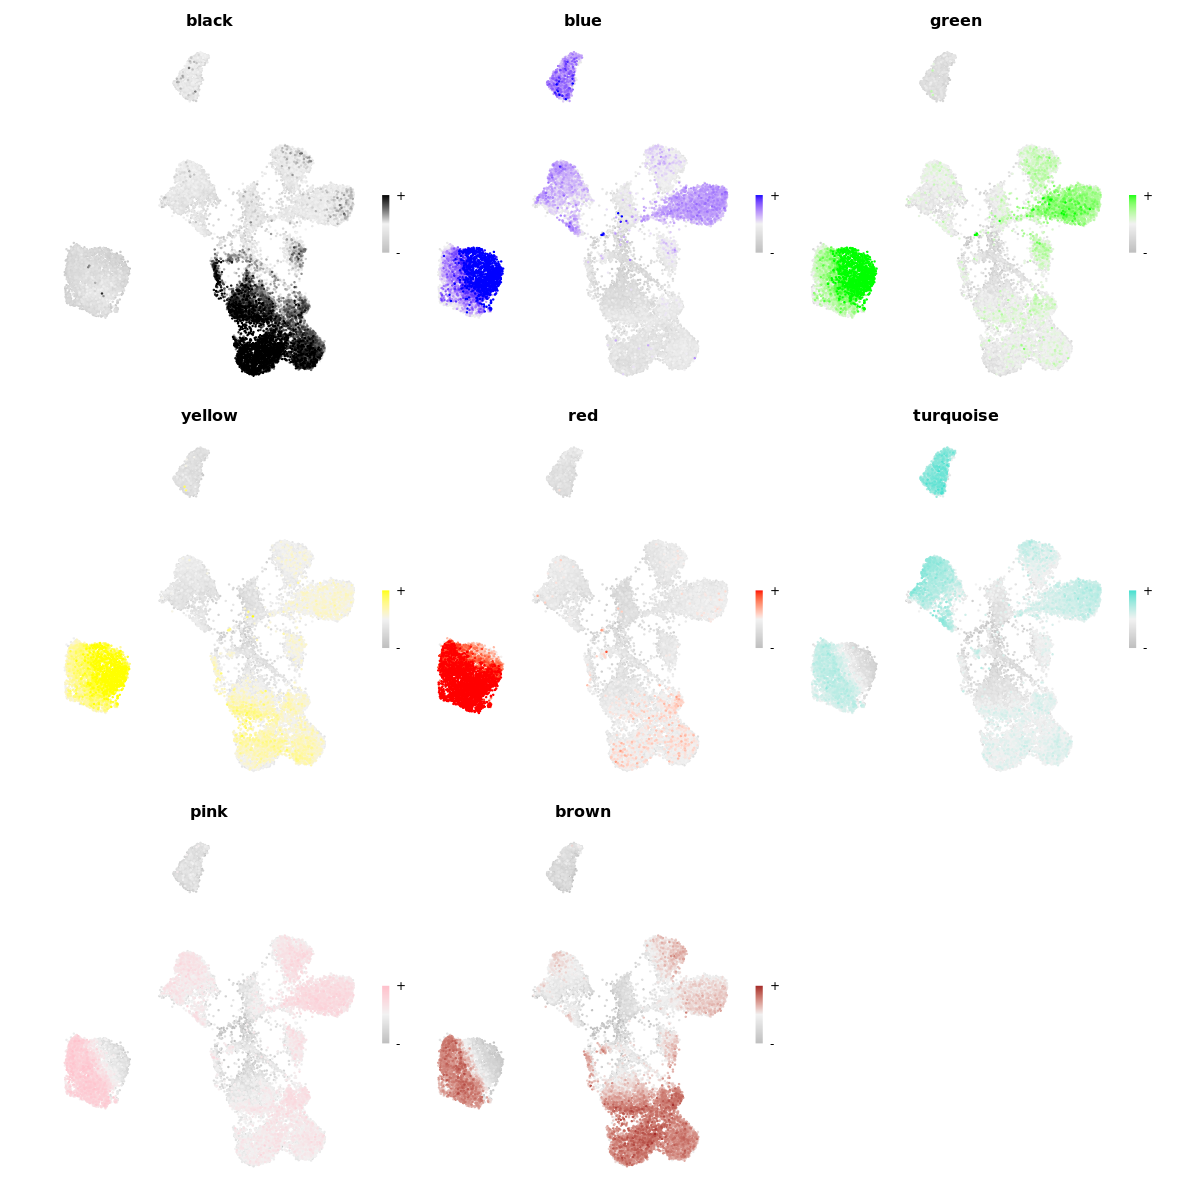 black
blue
green
+
-
+
-
+
-
yellow
red
turquoise
+
-
+
-
+
-
pink
brown
+
-
+
-